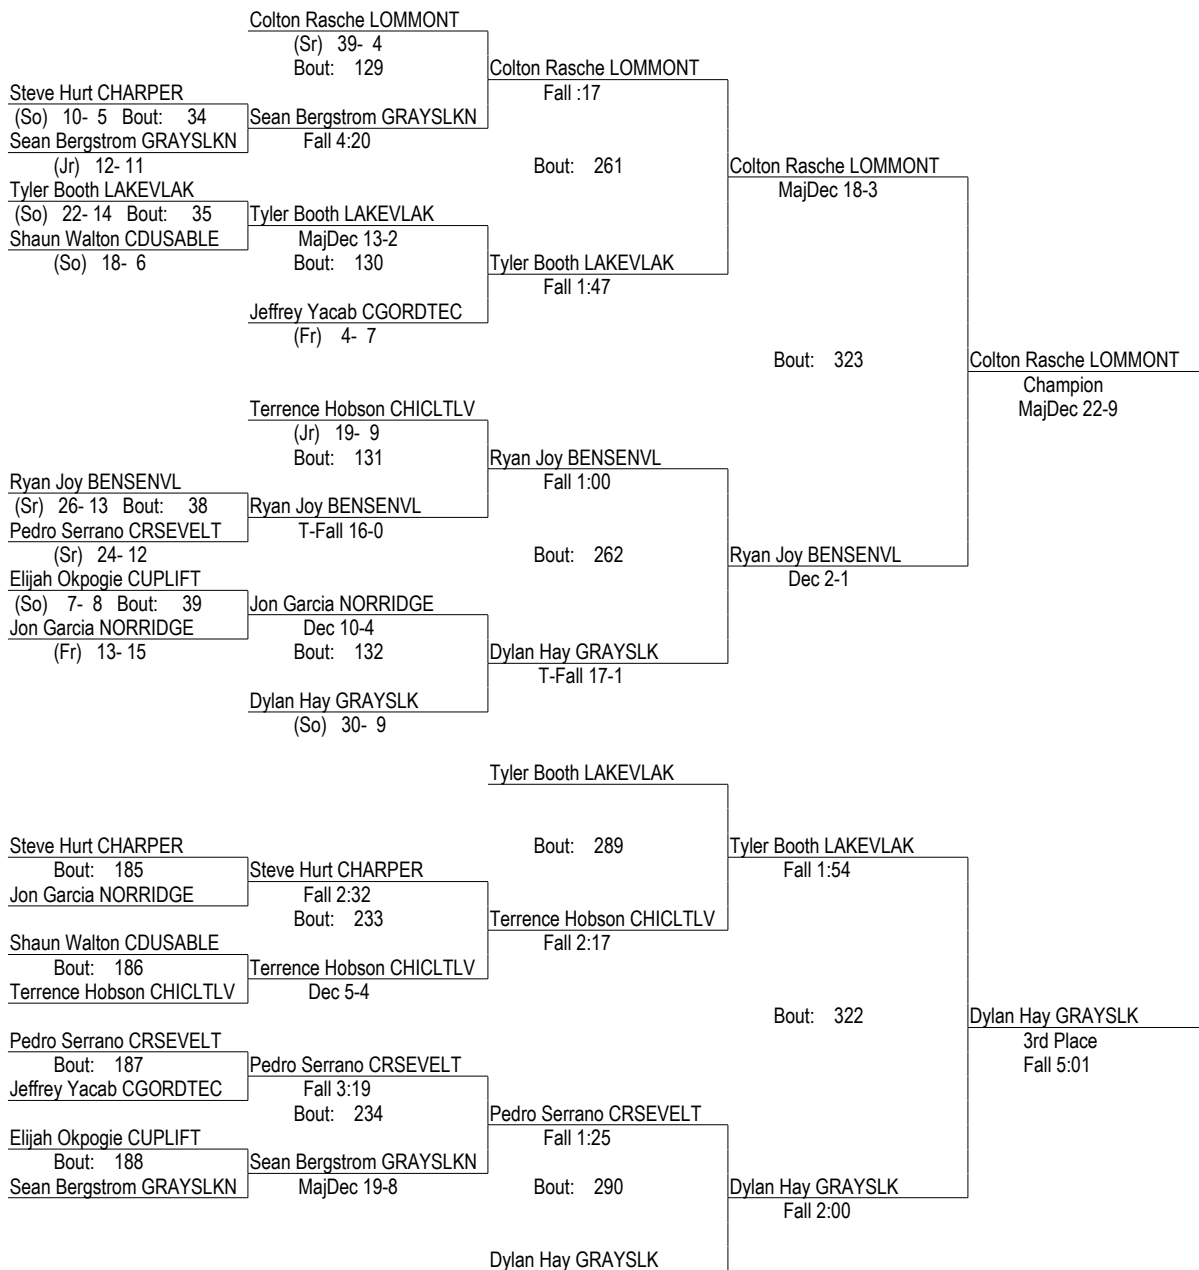 Colton Rasche LOMMONT
(Sr) 39- 4
Bout: 129
Colton Rasche LOMMONT
Fall :17
Steve Hurt CHARPER
(So) 10- 5 Bout: 34
Sean Bergstrom GRAYSLKN
Sean Bergstrom GRAYSLKN
Fall 4:20
(Jr) 12- 11
Bout: 261
Colton Rasche LOMMONT
MajDec 18-3
Tyler Booth LAKEVLAK
(So) 22- 14 Bout: 35
Tyler Booth LAKEVLAK
Shaun Walton CDUSABLE
MajDec 13-2
(So) 18- 6
Bout: 130
Tyler Booth LAKEVLAK
Fall 1:47
Jeffrey Yacab CGORDTEC
(Fr) 4- 7
Bout: 323
Colton Rasche LOMMONT
Champion
MajDec 22-9
Terrence Hobson CHICLTLV
(Jr) 19- 9
Bout: 131
Ryan Joy BENSENVL
Fall 1:00
Ryan Joy BENSENVL
(Sr) 26- 13 Bout: 38
Ryan Joy BENSENVL
Pedro Serrano CRSEVELT
T-Fall 16-0
(Sr) 24- 12
Bout: 262
Ryan Joy BENSENVL
Dec 2-1
Elijah Okpogie CUPLIFT
(So) 7- 8 Bout: 39
Jon Garcia NORRIDGE
Jon Garcia NORRIDGE
Dec 10-4
(Fr) 13- 15
Bout: 132
Dylan Hay GRAYSLK
T-Fall 17-1
Dylan Hay GRAYSLK
(So) 30- 9
Tyler Booth LAKEVLAK
Bout: 289
Tyler Booth LAKEVLAK
Fall 1:54
Steve Hurt CHARPER
Bout: 185
Steve Hurt CHARPER
Jon Garcia NORRIDGE
Fall 2:32
Bout: 233
Terrence Hobson CHICLTLV
Fall 2:17
Shaun Walton CDUSABLE
Bout: 186
Terrence Hobson CHICLTLV
Terrence Hobson CHICLTLV
Dec 5-4
Bout: 322
Dylan Hay GRAYSLK
3rd Place
Fall 5:01
Pedro Serrano CRSEVELT
Bout: 187
Pedro Serrano CRSEVELT
Jeffrey Yacab CGORDTEC
Fall 3:19
Bout: 234
Pedro Serrano CRSEVELT
Fall 1:25
Elijah Okpogie CUPLIFT
Bout: 188
Sean Bergstrom GRAYSLKN
Sean Bergstrom GRAYSLKN
MajDec 19-8
Bout: 290
Dylan Hay GRAYSLK
Fall 2:00
Dylan Hay GRAYSLK